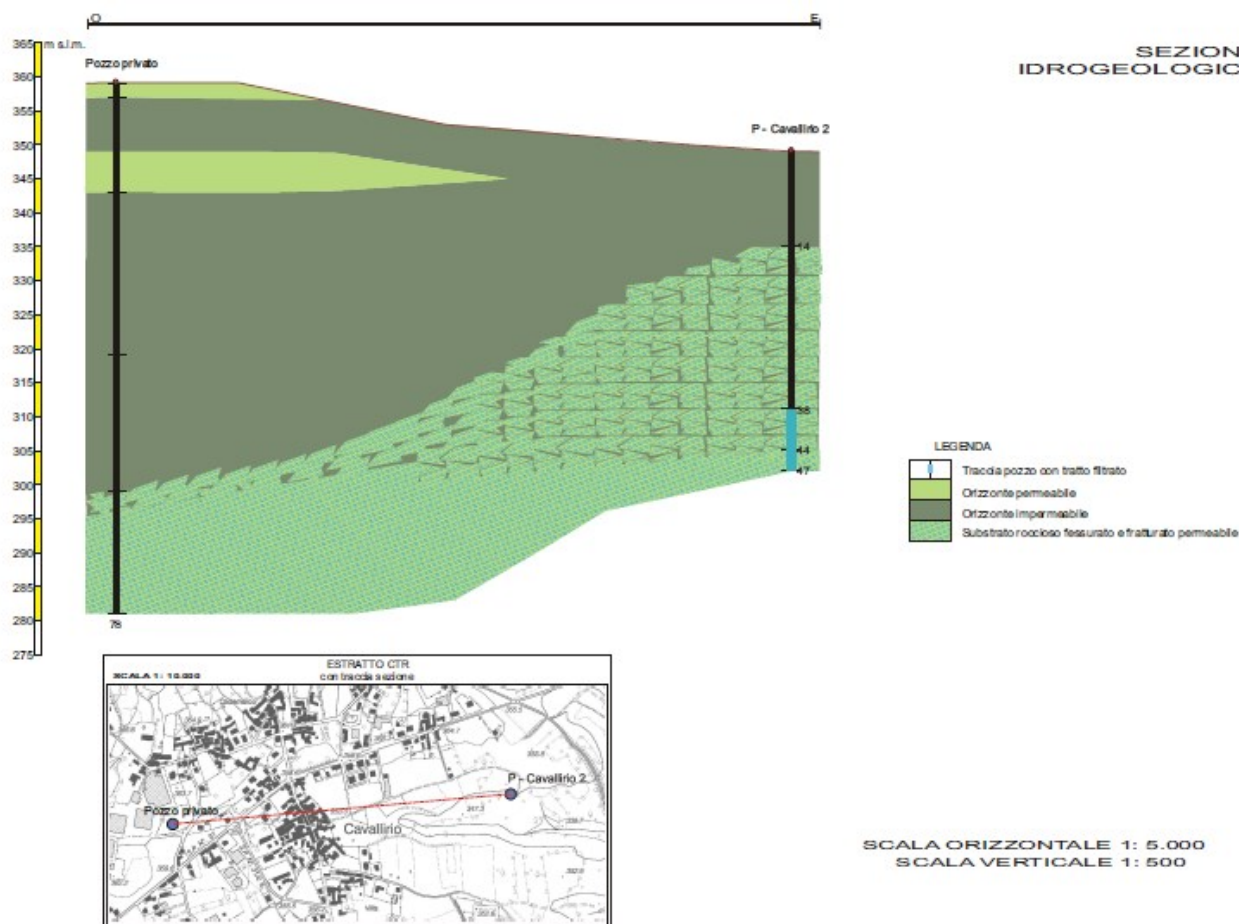 O E
365 m s.l.m.
SEZION
IDROGEOLOGIC
Pozzo privato
360
355
P - Cavallirio 2
350
345
340
335
14
330
325
320
315
310
38
305
44
LEGENDA
Traccia pozzo con tratto filtrato
47
300
Orizzonte permeabile
295
Orizzonte impermeabile
Substrato roccioso fessurato e fratturato permeabile
290
285
280
78
275
ESTRATTO CTR
SCALA 1: 10.000
con traccia sezione
P - Cavallirio 2
347.3
Pozzo privato
Cavallirio
SCALA ORIZZONTALE 1: 5.000
SCALA VERTICALE 1: 500